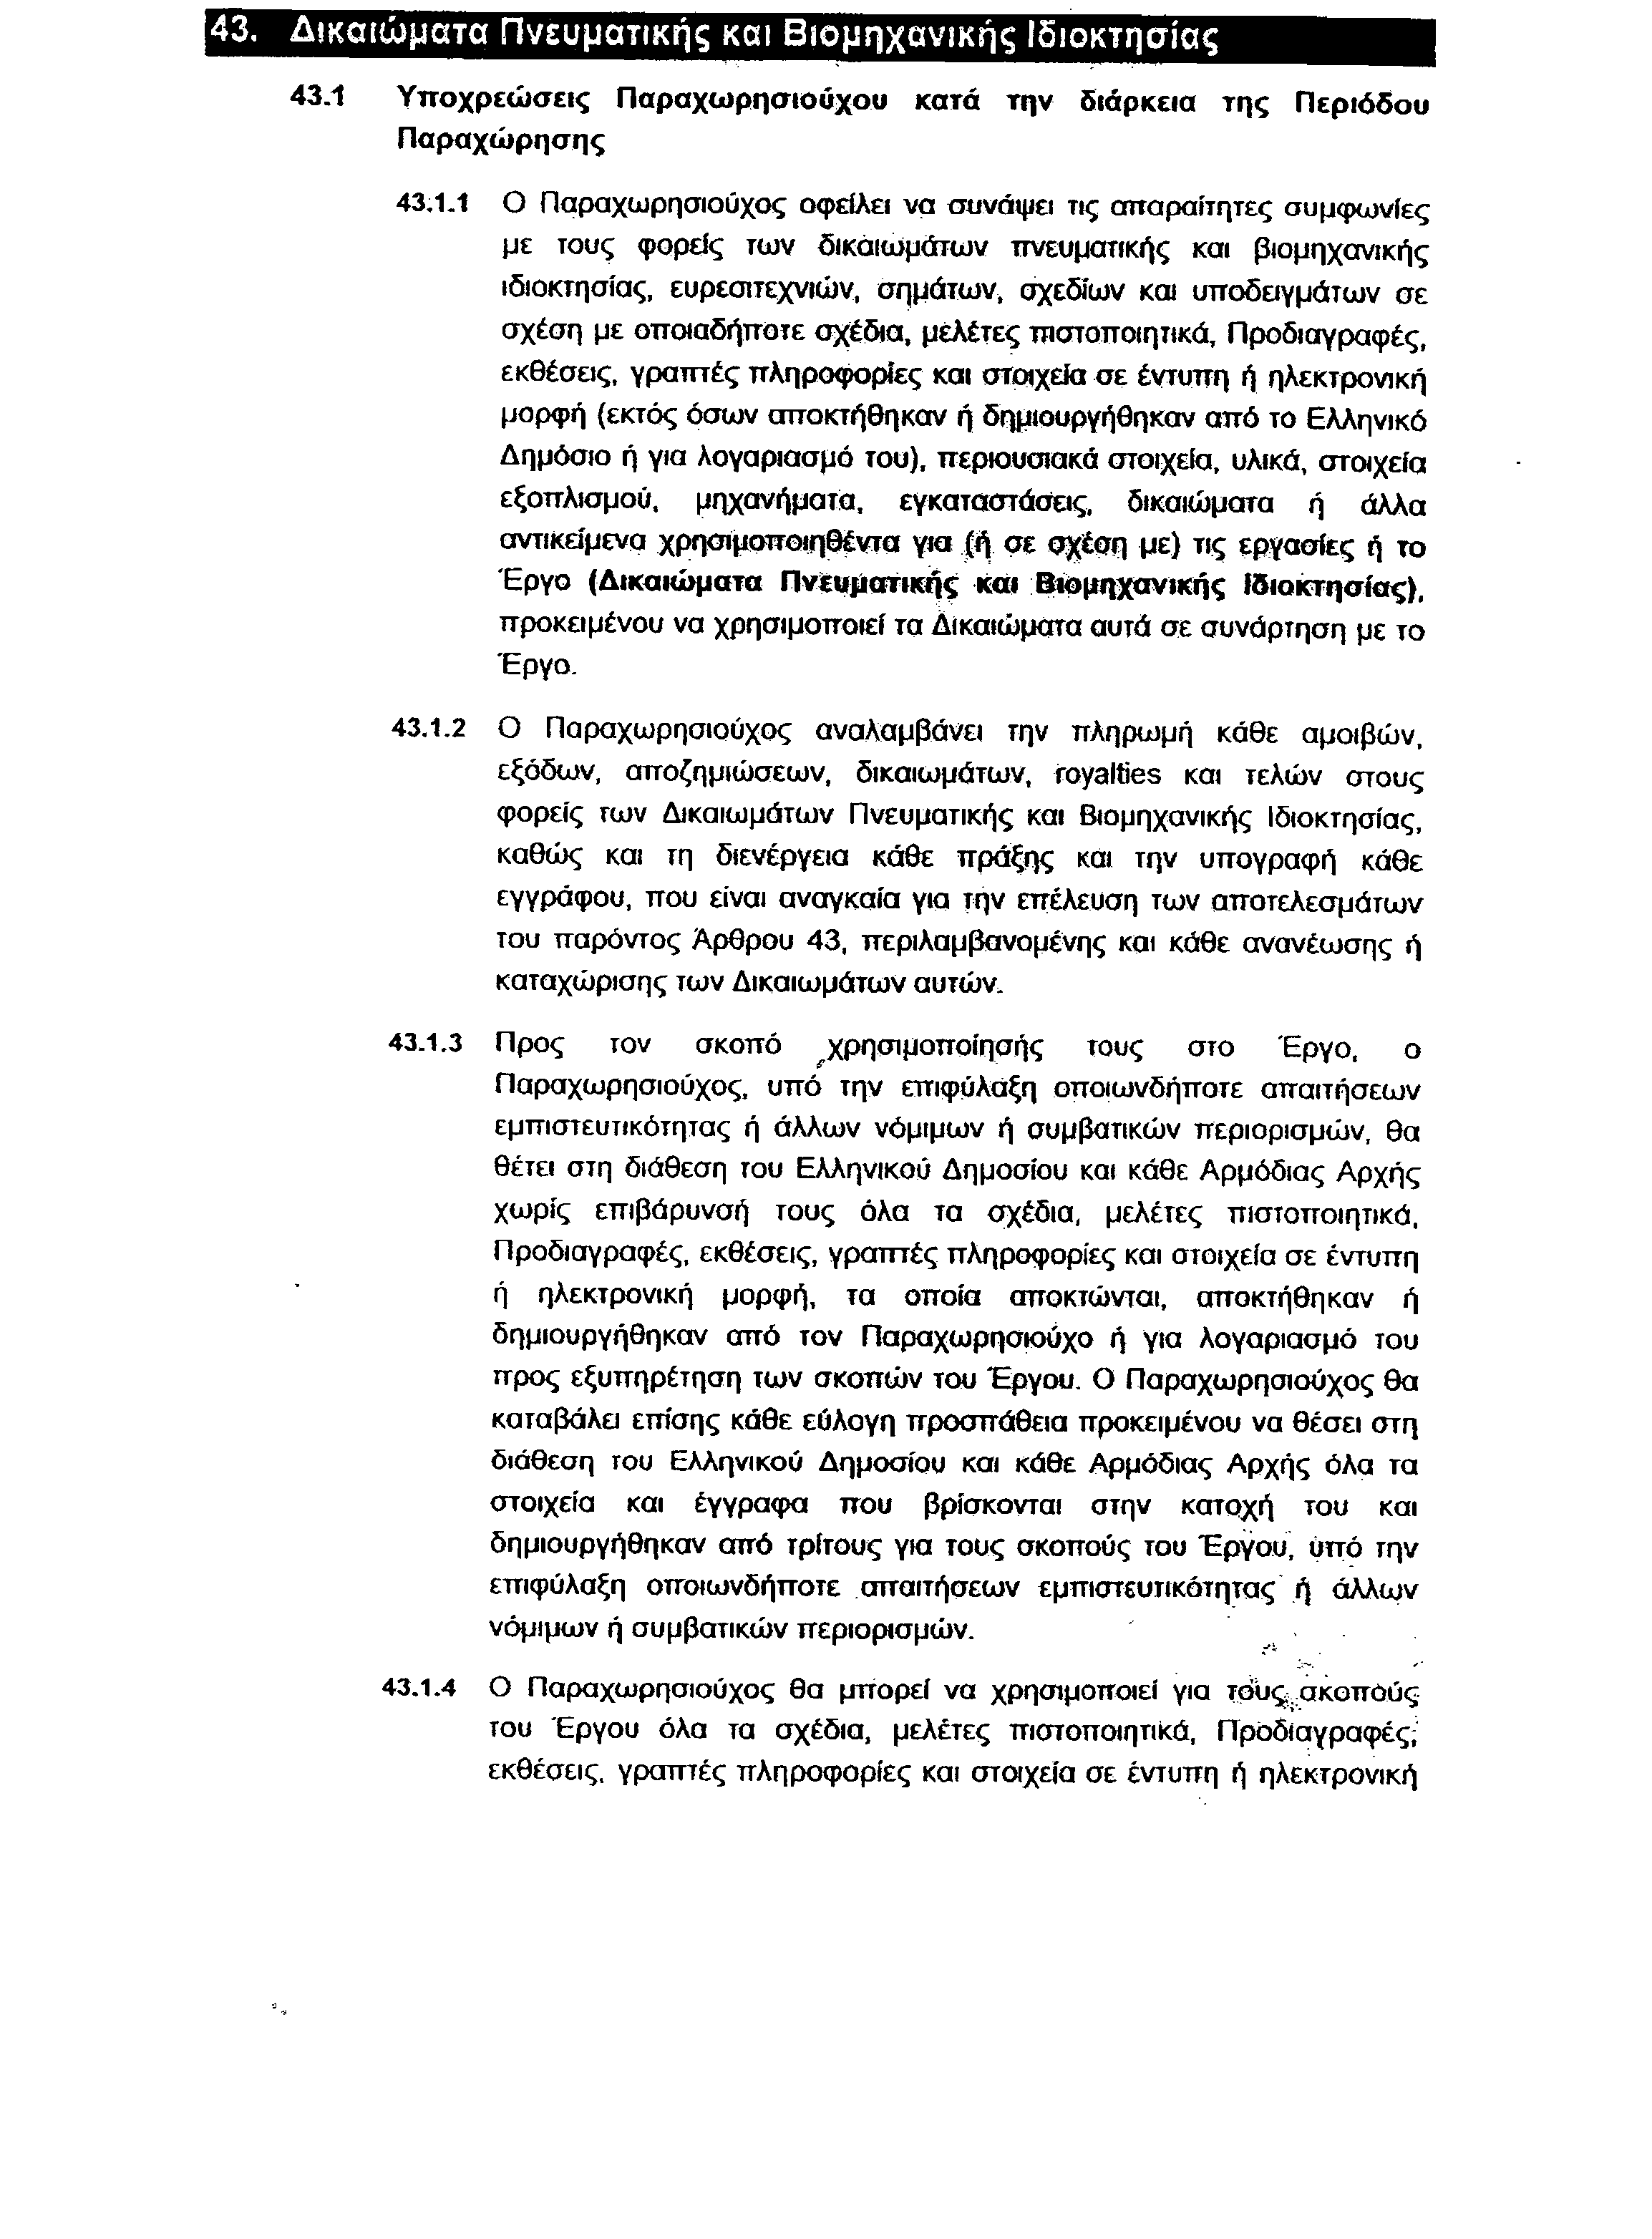 43. Δικαιώματα Πνευματικής και Βιομηχανικής Ιδιοκτησίας
43.1 Υποχρεώσεις Παραχωρησιούχου κατά την διάρκεια της Περιόδου
Παραχώρησης
43.1.1 Ο Παραχωρησιούχος οφείλει να συνάψει τις απαραίτητες συμφωνίες
με τους φορείς των δικαιωμάτων πνευματικής και βιομηχανικής
ιδιοκτησίας, ευρεσιτεχνιών, σημάτων, σχεδίων και υποδειγμάτων σε
σχέση με οποιαδήποτε σχέδια, μελέτες πιστοποιητικά, Προδιαγραφές,
εκθέσεις, γραπτές πληροφορίες και στοιχεία σε έντυπη ή ηλεκτρονική
μορφή (εκτός όσων αποκτήθηκαν ή δημιουργήθηκαν από το Ελληνικό
Δημόσιο ή για λογαριασμό του), περιουσιακά στοιχεία, υλικά, στοιχεία
εξοπλισμού, μηχανήματα, εγκαταστάσεις, δικαιώματα ή άλλα
αντικείμενα χρησιμοποιηθέντα για (ή σε σχέση με) τις εργασίες ή το
Έργο (Δικαιώματα Πνευματικής και Βιομηχανικής Ιδιοκτησίας),
προκειμένου να χρησιμοποιεί τα Δικαιώματα αυτά σε συνάρτηση με το
Έργο.
43.1.2 Ο Παραχωρησιούχος αναλαμβάνει την πληρωμή κάθε αμοιβών,
εξόδων, αποζημιώσεων, δικαιωμάτων, royalties και τελών στους
φορείς των Δικαιωμάτων Πνευματικής και Βιομηχανικής Ιδιοκτησίας,
καθώς και τη διενέργεια κάθε πράξης και την υπογραφή κάθε
εγγράφου, που είναι αναγκαία για την επέλευση των αποτελεσμάτων
του παρόντος Άρθρου 43, περιλαμβανομένης και κάθε ανανέωσης ή
καταχώρισης των Δικαιωμάτων αυτών.
43.1.3 Προς τον σκοπό χρησιμοποίησής τους στο Έργο, ο
Παραχωρησιούχος, υπό την επιφύλαξη οποιωνδήποτε απαιτήσεων
εμπιστευτικότητας ή άλλων νόμιμων ή συμβατικών περιορισμών, θα
θέτει στη διάθεση του Ελληνικού Δημοσίου και κάθε Αρμόδιας Αρχής
χωρίς επιβάρυνσή τους όλα τα σχέδια, μελέτες πιστοποιητικά,
Προδιαγραφές, εκθέσεις, γραπτές πληροφορίες και στοιχεία σε έντυπη
ή ηλεκτρονική μορφή, τα οποία αποκτώνται, αποκτήθηκαν ή
δημιουργήθηκαν από τον Παραχωρησιούχο ή για λογαριασμό του
προς εξυπηρέτηση των σκοπών του Έργου. Ο Παραχωρησιούχος θα
καταβάλει επίσης κάθε εύλογη προσπάθεια προκειμένου να θέσει στη
διάθεση του Ελληνικού Δημοσίου και κάθε Αρμόδιας Αρχής όλα τα
στοιχεία και έγγραφα που βρίσκονται στην κατοχή του και
δημιουργήθηκαν από τρίτους για τους σκοπούς του Έργου, υπό την
επιφύλαξη οποιωνδήποτε απαιτήσεων εμπιστευτικότητας ή άλλων
νόμιμων ή συμβατικών περιορισμών.
43.1.4 Ο Παραχωρησιούχος θα μπορεί να χρησιμοποιεί για τους σκοπούς
του Έργου όλα τα σχέδια, μελέτες πιστοποιητικά, Προδιαγραφές,
εκθέσεις, γραπτές πληροφορίες και στοιχεία σε έντυπη ή ηλεκτρονική